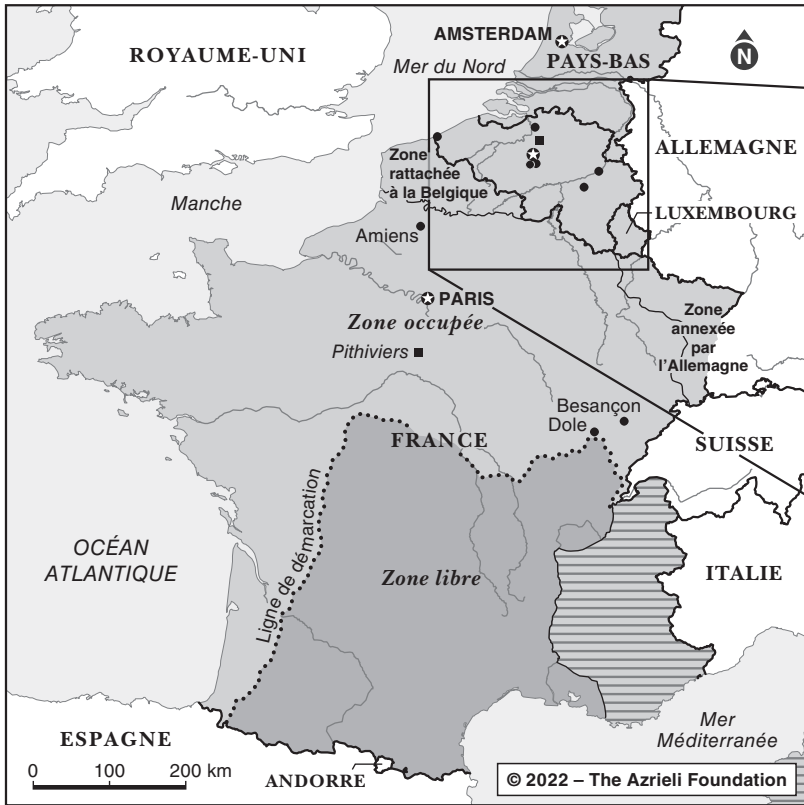 AMSTERDAM
ROYAUME-UNI
PAYS-BAS
N
Mer du Nord
ALLEMAGNE
Zone
rattachée
à la Belgique
Manche
LUXEMBOURG
Amiens
PARIS
Zone occupée
Zone
annexée
par
l'Allemagne
Pithiviers
Besançon
Dole
FRANCE
SUISSE
Ligne de démarcation
OCÉAN
ATLANTIQUE
Zone libre
ITALIE
Mer
Méditerranée
ESPAGNE
0 100 200 km
ANDORRE
© 2022 – The Azrieli Foundation